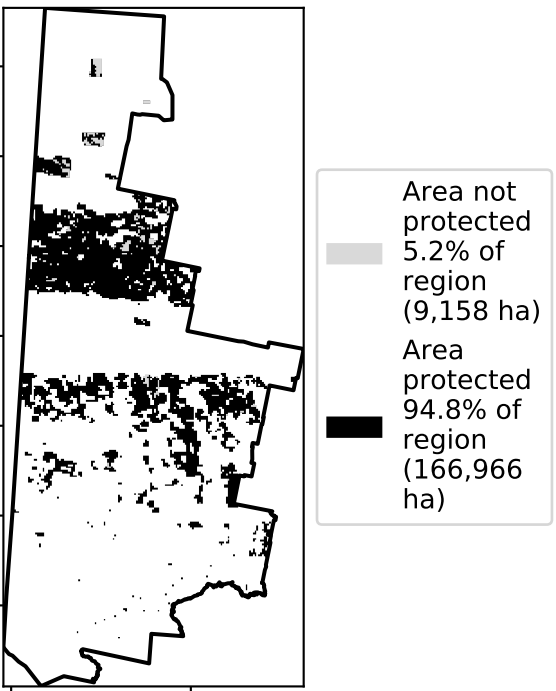 Area not
protected
5.2% of
region
(9,158 ha)
Area
protected
94.8% of
region
(166,966
ha)